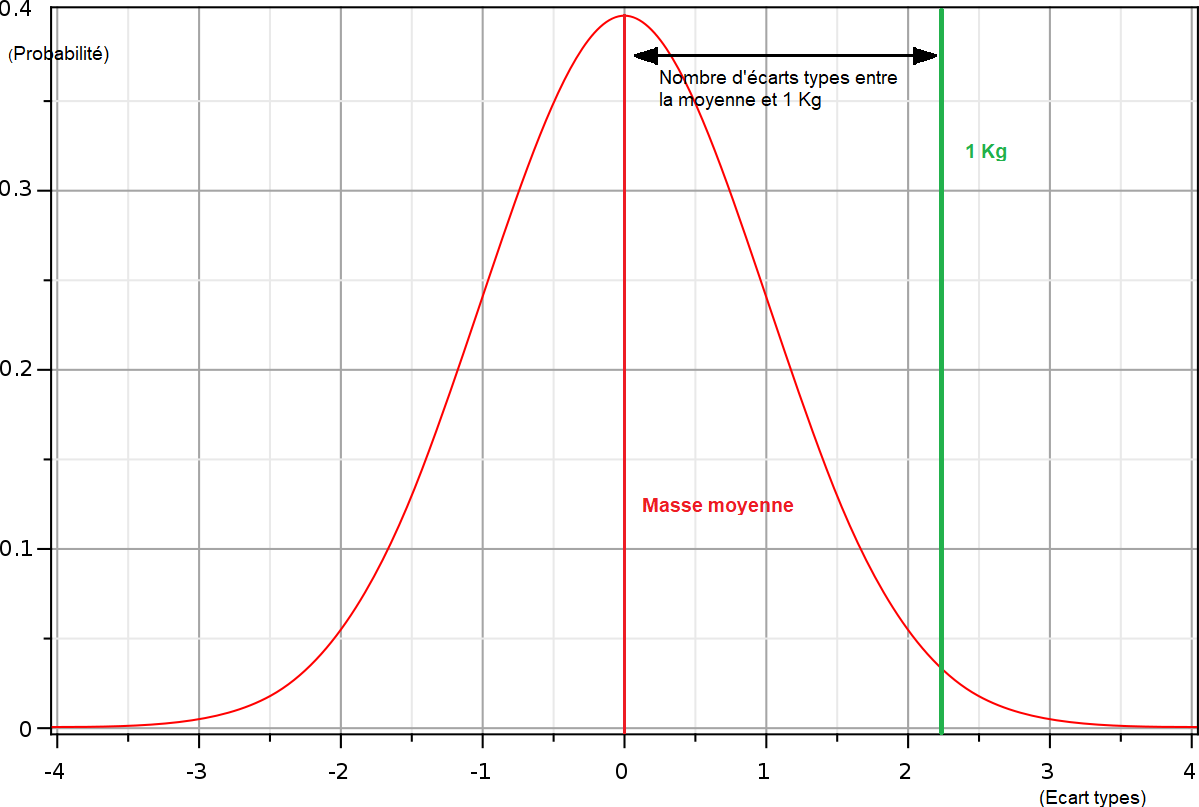 0.4
(Probabilité)
Nombre d'écarts types entre
la moyenne et 1 Kg
1 Kg
0.3
0.2
Masse moyenne
0.1
0
-4 -3 -2 -1 0 1 2 3 4
(Ecart types)